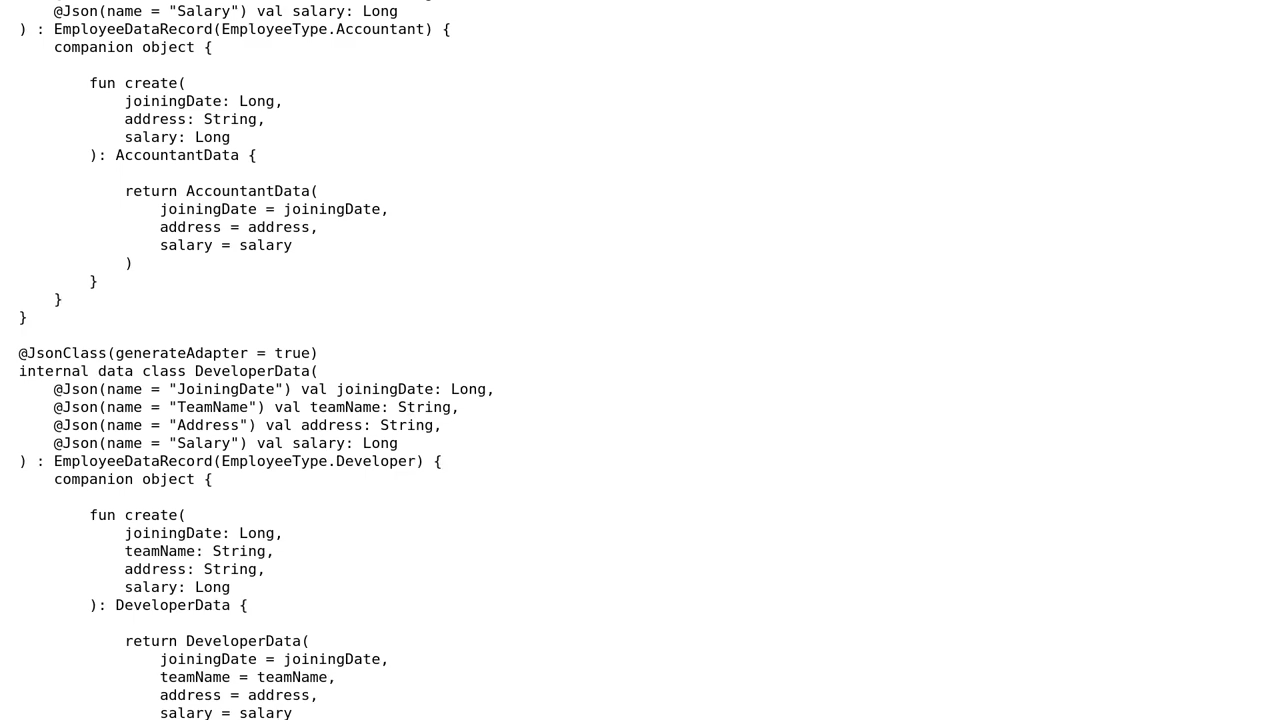 @Json(name = "Salary") val salary: Long
) : EmployeeDataRecord(EmployeeType.Accountant) {
companion object {
fun create(
joiningDate: Long,
address: String,
salary: Long
): AccountantData {
return AccountantData(
joiningDate = joiningDate,
address = address,
salary = salary
)
}
}
}
@JsonClass(generateAdapter = true)
internal data class DeveloperData(
@Json(name = "JoiningDate") val joiningDate: Long,
@Json(name = "TeamName") val teamName: String,
@Json(name = "Address") val address: String,
@Json(name = "Salary") val salary: Long
) : EmployeeDataRecord(EmployeeType.Developer) {
companion object {
fun create(
joiningDate: Long,
teamName: String,
address: String,
salary: Long
): DeveloperData {
return DeveloperData(
joiningDate = joiningDate,
teamName = teamName,
address = address,
salary = salary